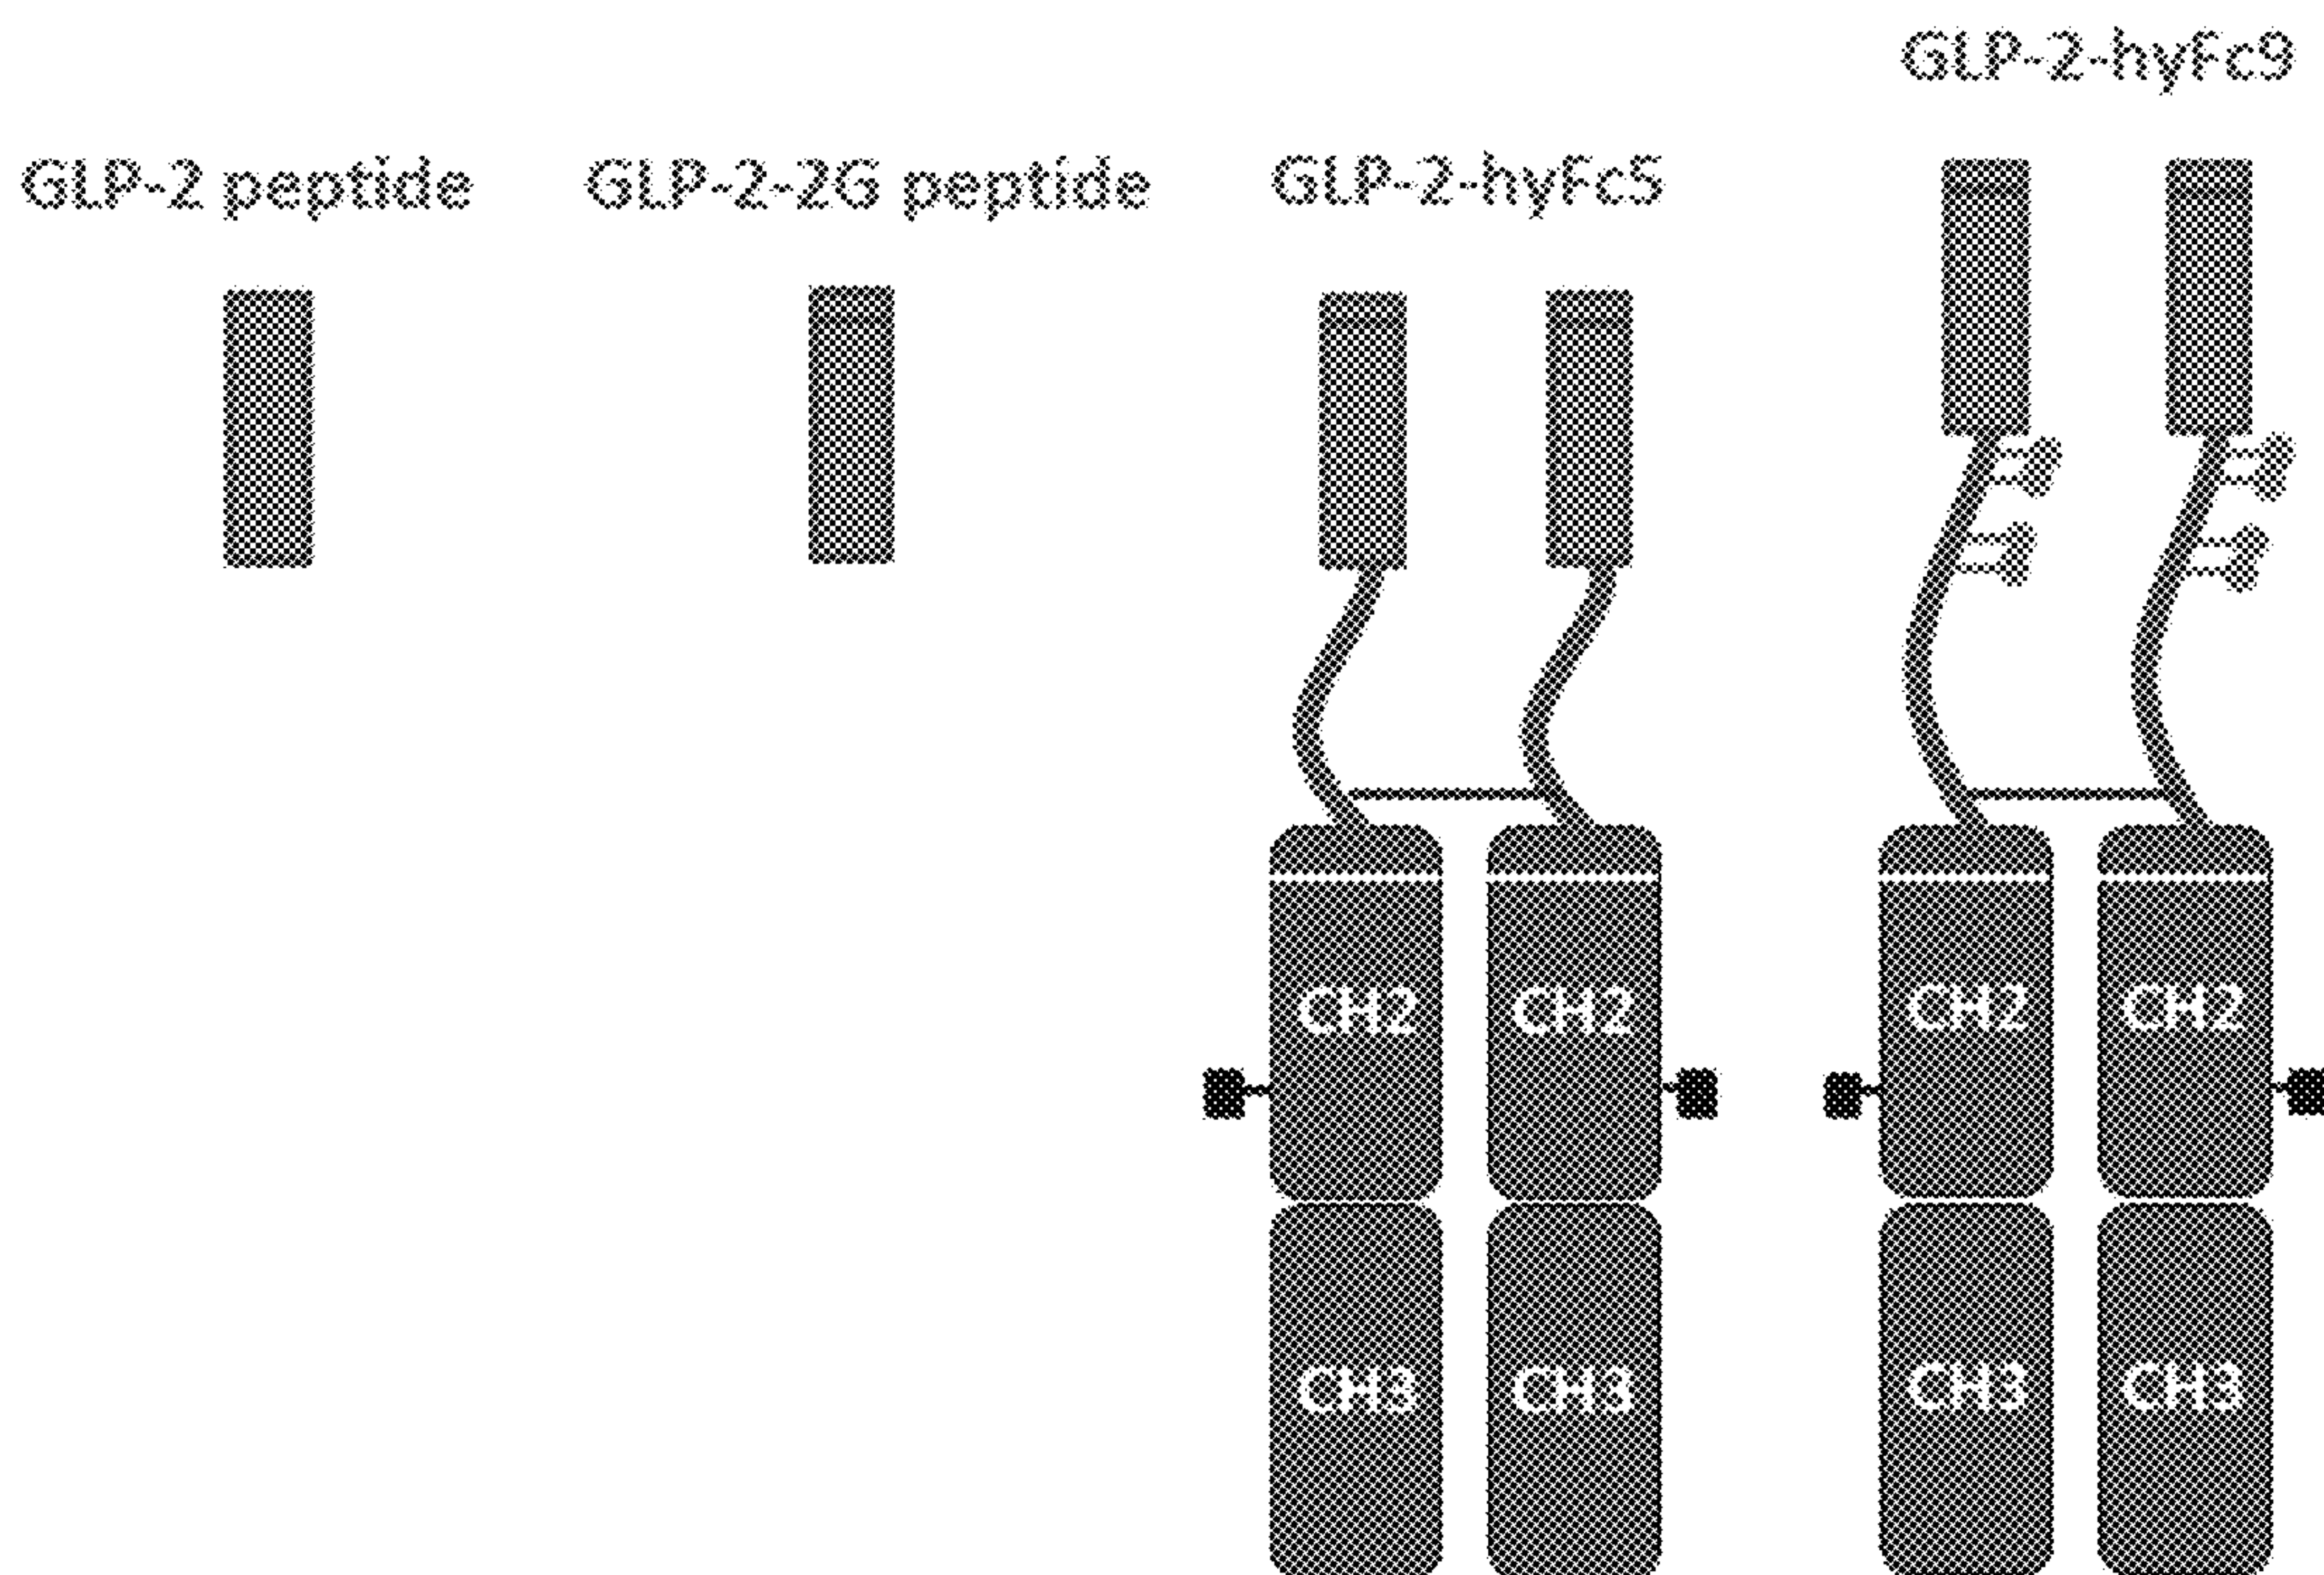 GLP-2-hyFc9
GLP-2 peptide GLP-2-2G peptide GLP-2-hyFc5
CH2 CH2 CH2 CH2
CH3 CH3 CH3 CH3